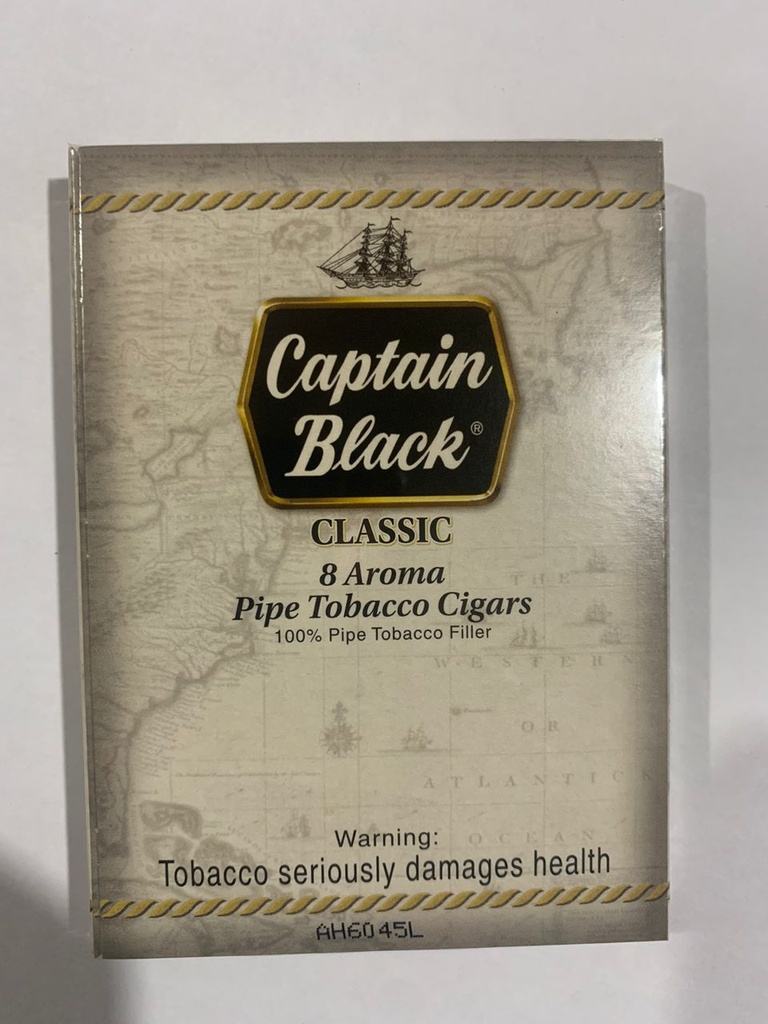 Captain
Black®
CLASSIC
8 Aroma
Pipe Tobacco Cigars
100% Pipe Tobacco Filler
THE
WESTERN
OR
ATLANTICK
OCEAN
Warning:
Tobacco seriously damages health
AH6045L